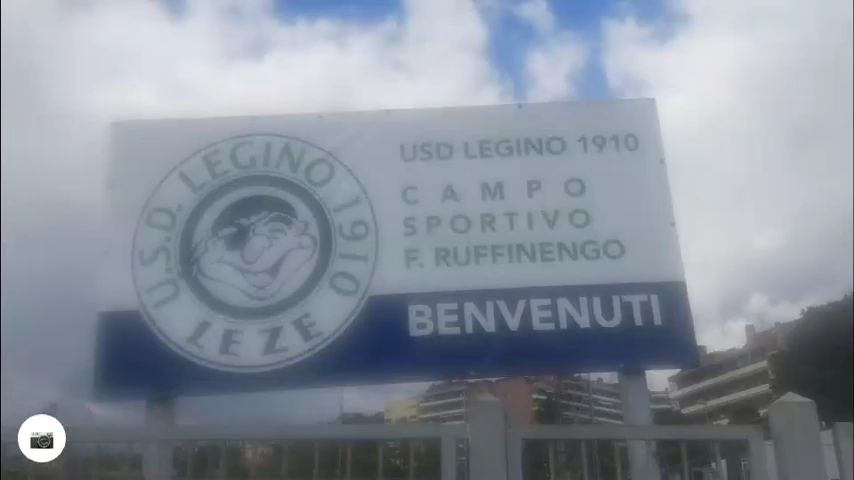 U.S.D. LEGINO 1910
LEZE
USD LEGINO 1910
CAMPO
SPORTIVO
F. RUFFINENGO
BENVENUTI